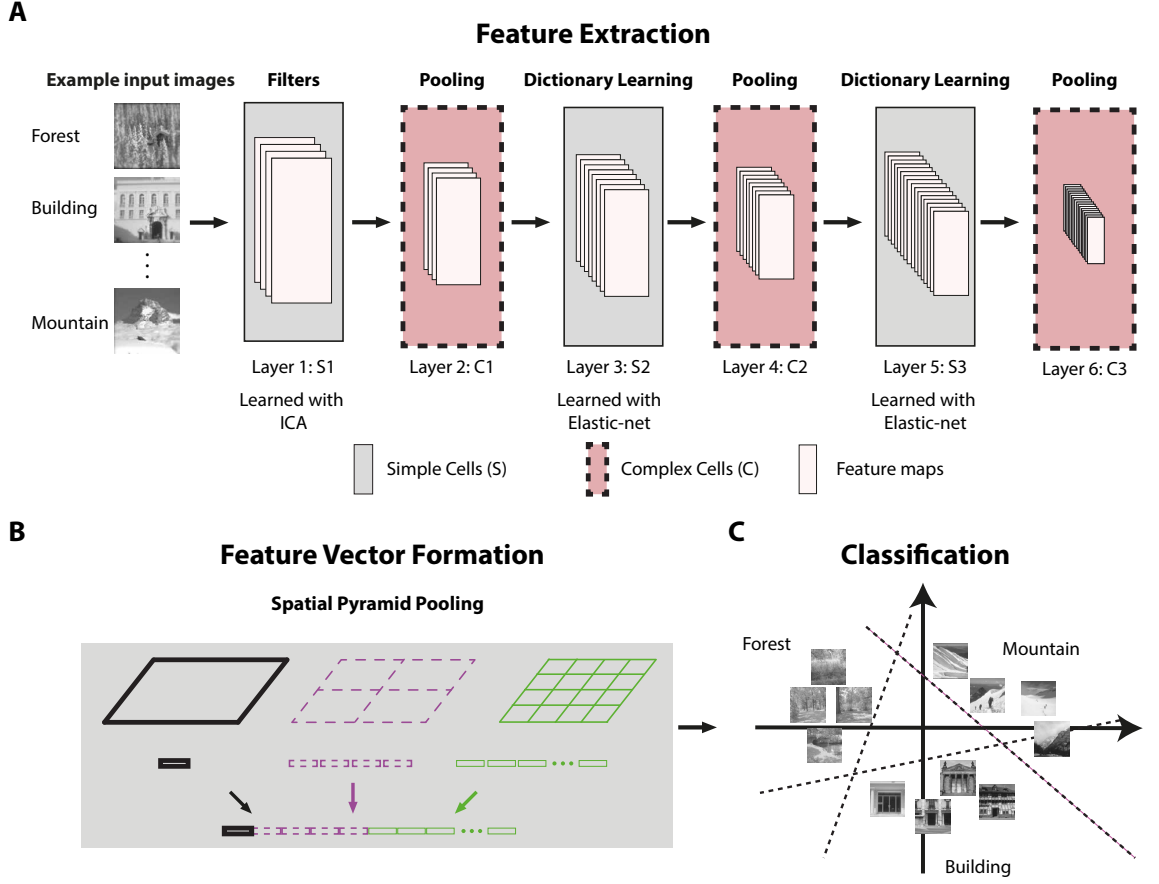 A
Feature Extraction
Example input images
Filters
Pooling
Dictionary Learning
Pooling
Dictionary Learning
Pooling
Forest
Building
Mountain
Layer 1: S1
Layer 2: C1
Layer 3: S2
Layer 4: C2
Layer 5: S3
Layer 6: C3
Learned with
ICA
Learned with
Elastic-net
Learned with
Elastic-net
Simple Cells (S)
Complex Cells (C)
Feature maps
B
Feature Vector Formation
Spatial Pyramid Pooling
C
Classification
Forest
Mountain
Building